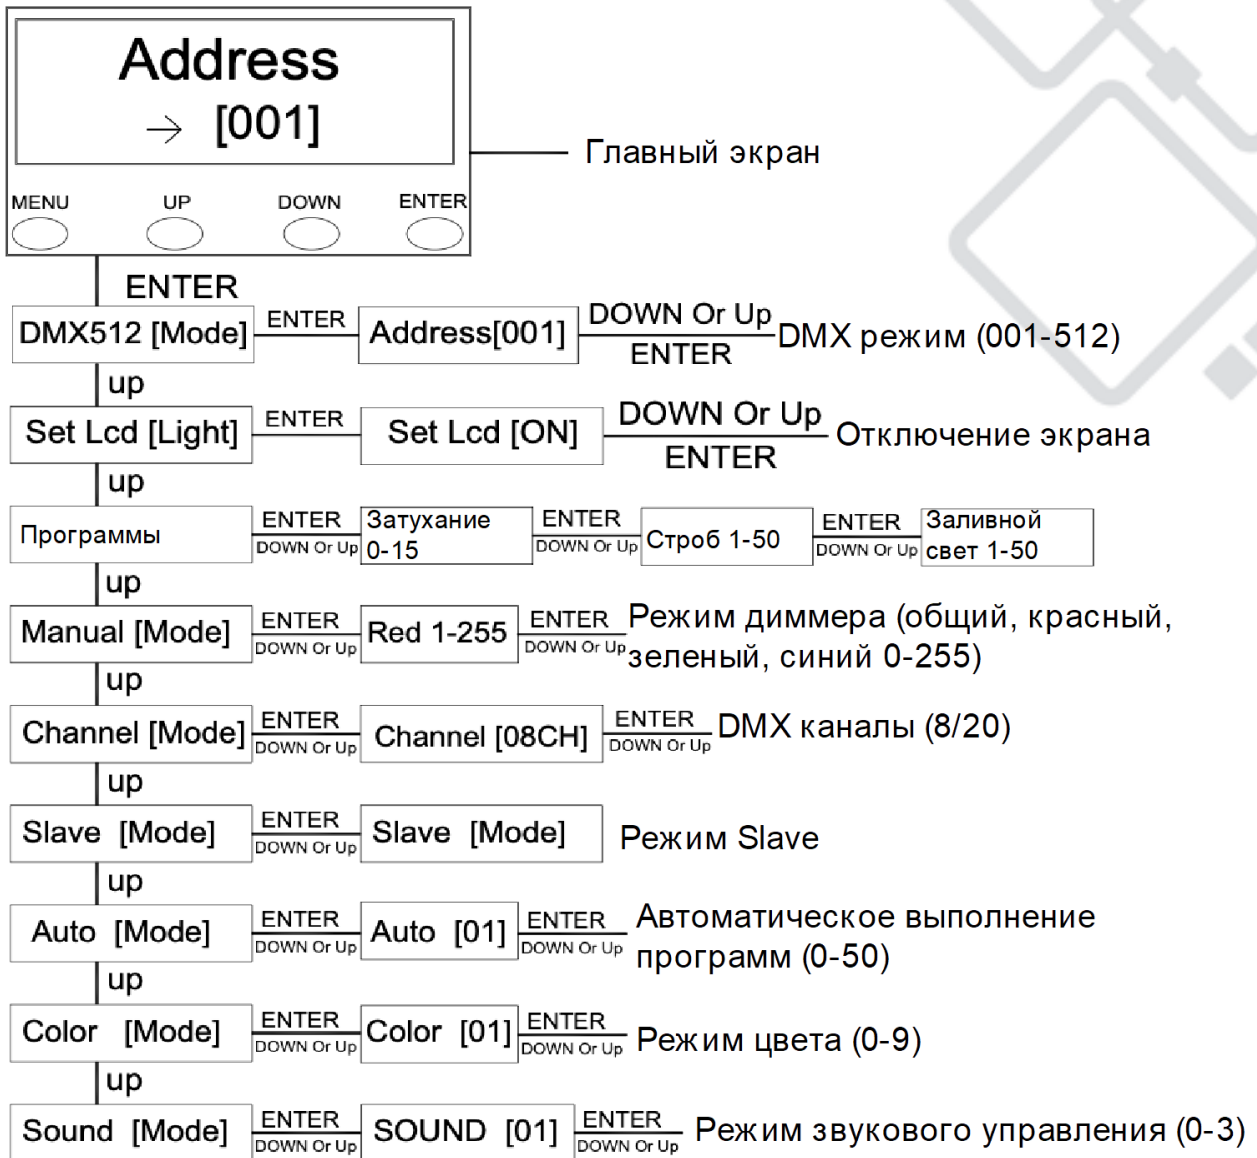 Address
→ [001]
Главный экран
MENU UP DOWN ENTER
ENTER
DMX512 [Mode] ENTER Address[001] DOWN Or Up ENTER DMX режим (001-512)
up
Set Lcd [Light] ENTER Set Lcd [ON] DOWN Or Up ENTER Отключение экрана
up
Программы ENTER DOWN Or Up Затухание 0-15 ENTER DOWN Or Up Строб 1-50 ENTER DOWN Or Up Заливной свет 1-50
up
Manual [Mode] ENTER DOWN Or Up Red 1-255 ENTER DOWN Or Up Режим диммера (общий, красный,
зеленый, синий 0-255)
up
Channel [Mode] ENTER DOWN Or Up Channel [08CH] ENTER DOWN Or Up DMX каналы (8/20)
up
Slave [Mode] ENTER DOWN Or Up Slave [Mode] Режим Slave
up
Auto [Mode] ENTER DOWN Or Up Auto [01] ENTER DOWN Or Up Автоматическое выполнение
программ (0-50)
up
Color [Mode] ENTER DOWN Or Up Color [01] ENTER DOWN Or Up Режим цвета (0-9)
up
Sound [Mode] ENTER DOWN Or Up SOUND [01] ENTER DOWN Or Up Режим звукового управления (0-3)